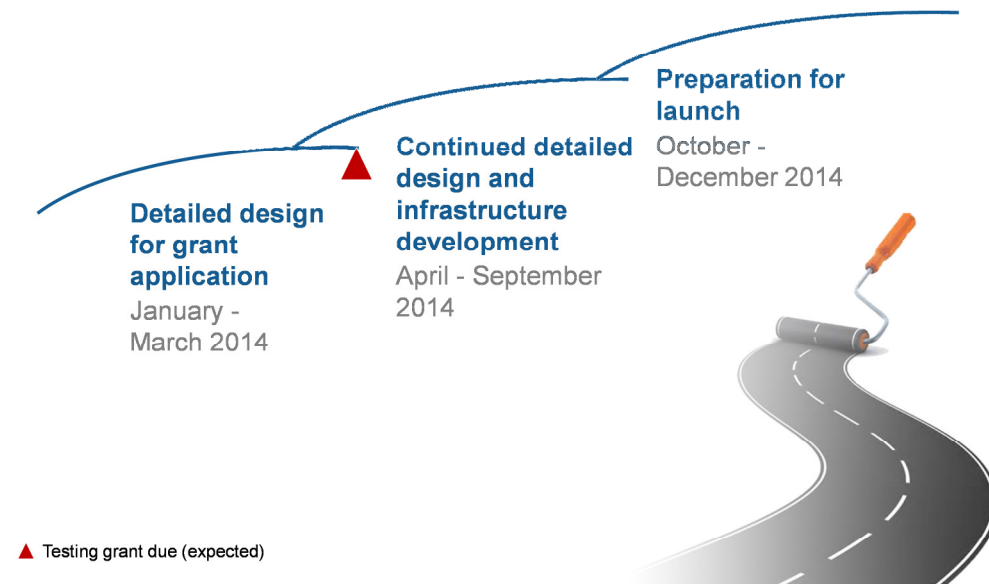 Preparation for
launch
October -
December 2014
Continued detailed
design and
infrastructure
development
April - September
2014
Detailed design
for grant
application
January -
March 2014
Testing grant due (expected)